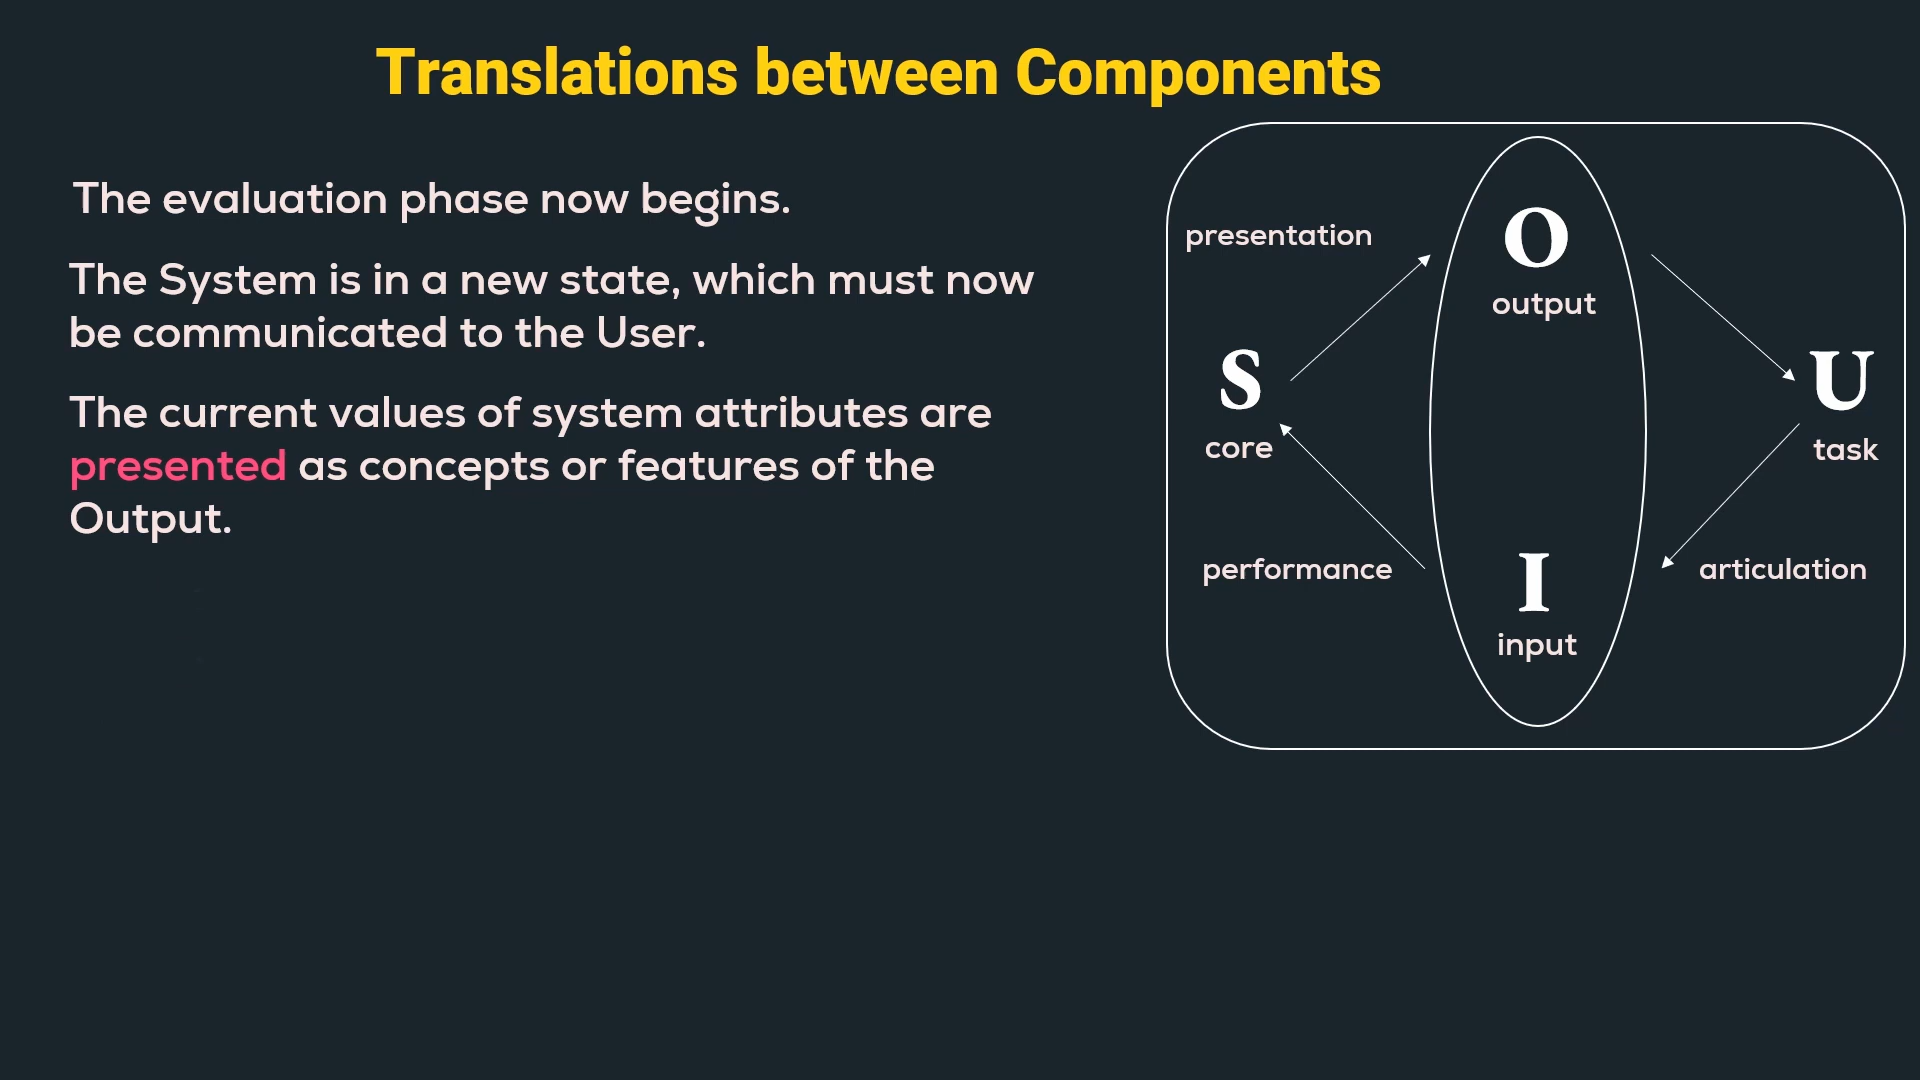 Translations between Components
The evaluation phase now begins.
The System is in a new state, which must now
be communicated to the User.
The current values of system attributes are
presented as concepts or features of the
Output.
presentation
O
output
S
core
U
task
performance
I
input
articulation